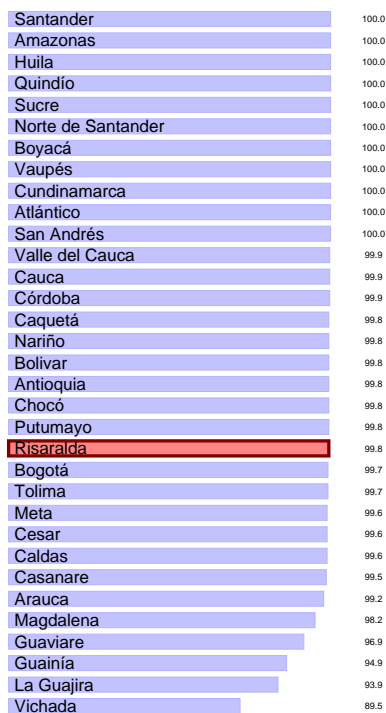 Santander 100.0
Amazonas 100.0
Huila 100.0
Quindío 100.0
Sucre 100.0
Norte de Santander 100.0
Boyacá 100.0
Vaupés 100.0
Cundinamarca 100.0
Atlántico 100.0
San Andrés 100.0
Valle del Cauca 99.9
Cauca 99.9
Córdoba 99.9
Caquetá 99.8
Nariño 99.8
Bolivar 99.8
Antioquia 99.8
Chocó 99.8
Putumayo 99.8
Risaralda 99.8
Bogotá 99.7
Tolima 99.7
Meta 99.6
Cesar 99.6
Caldas 99.6
Casanare 99.5
Arauca 99.2
Magdalena 98.2
Guaviare 96.9
Guainía 94.9
La Guajira 93.9
Vichada 89.5